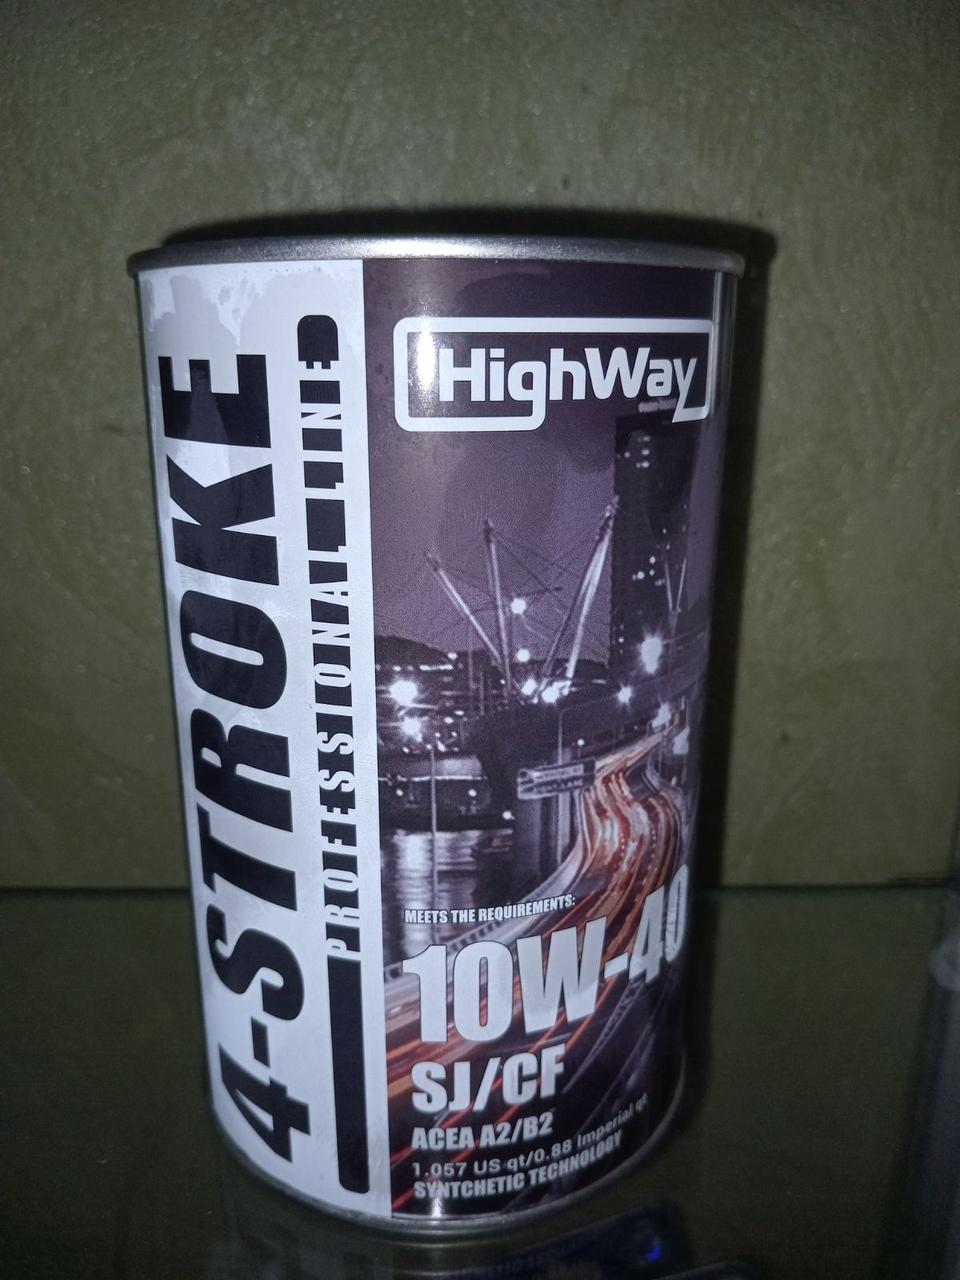 4-STROKE
PROFESSIONAL LINE
HighWay
MEETS THE REQUIREMENTS:
10W-40
SJ/CF
ACEA A2/B2
1.057 US qt/0.88 Imperial qt
SYNTCHETIC TECHNOLOGY